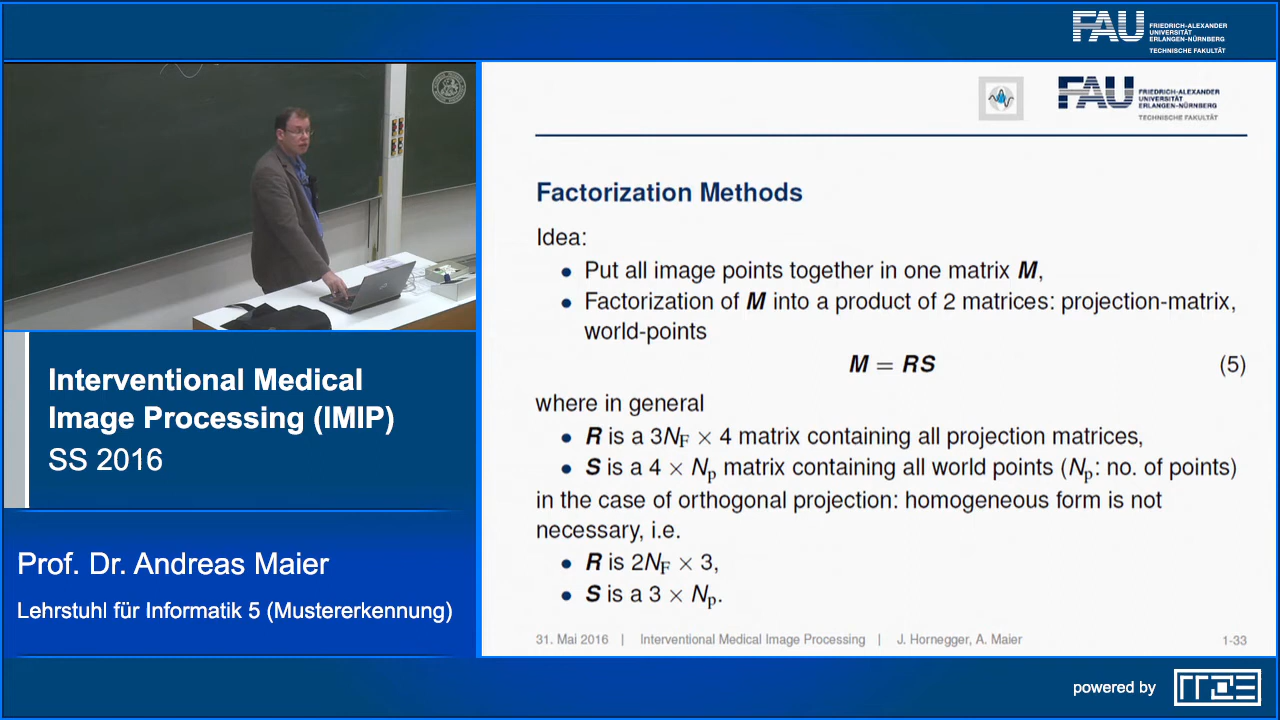 FAU FRIEDRICH-ALEXANDER
UNIVERSITÄT
ERLANGEN-NÜRNBERG
TECHNISCHE FAKULTÄT
FAU FRIEDRICH-ALEXANDER
UNIVERSITÄT
ERLANGEN-NÜRNBERG
TECHNISCHE FAKULTÄT
Factorization Methods
Idea:
• Put all image points together in one matrix M,
• Factorization of M into a product of 2 matrices: projection-matrix,
world-points
M = RS (5)
where in general
• R is a 3N_F × 4 matrix containing all projection matrices,
• S is a 4 × N_p matrix containing all world points (N_p: no. of points)
in the case of orthogonal projection: homogeneous form is not
necessary, i.e.
• R is 2N_F × 3,
• S is a 3 × N_p.
31. Mai 2016 | Interventional Medical Image Processing | J. Hornegger, A. Maier 1-33
Interventional Medical
Image Processing (IMIP)
SS 2016
Prof. Dr. Andreas Maier
Lehrstuhl für Informatik 5 (Mustererkennung)
powered by